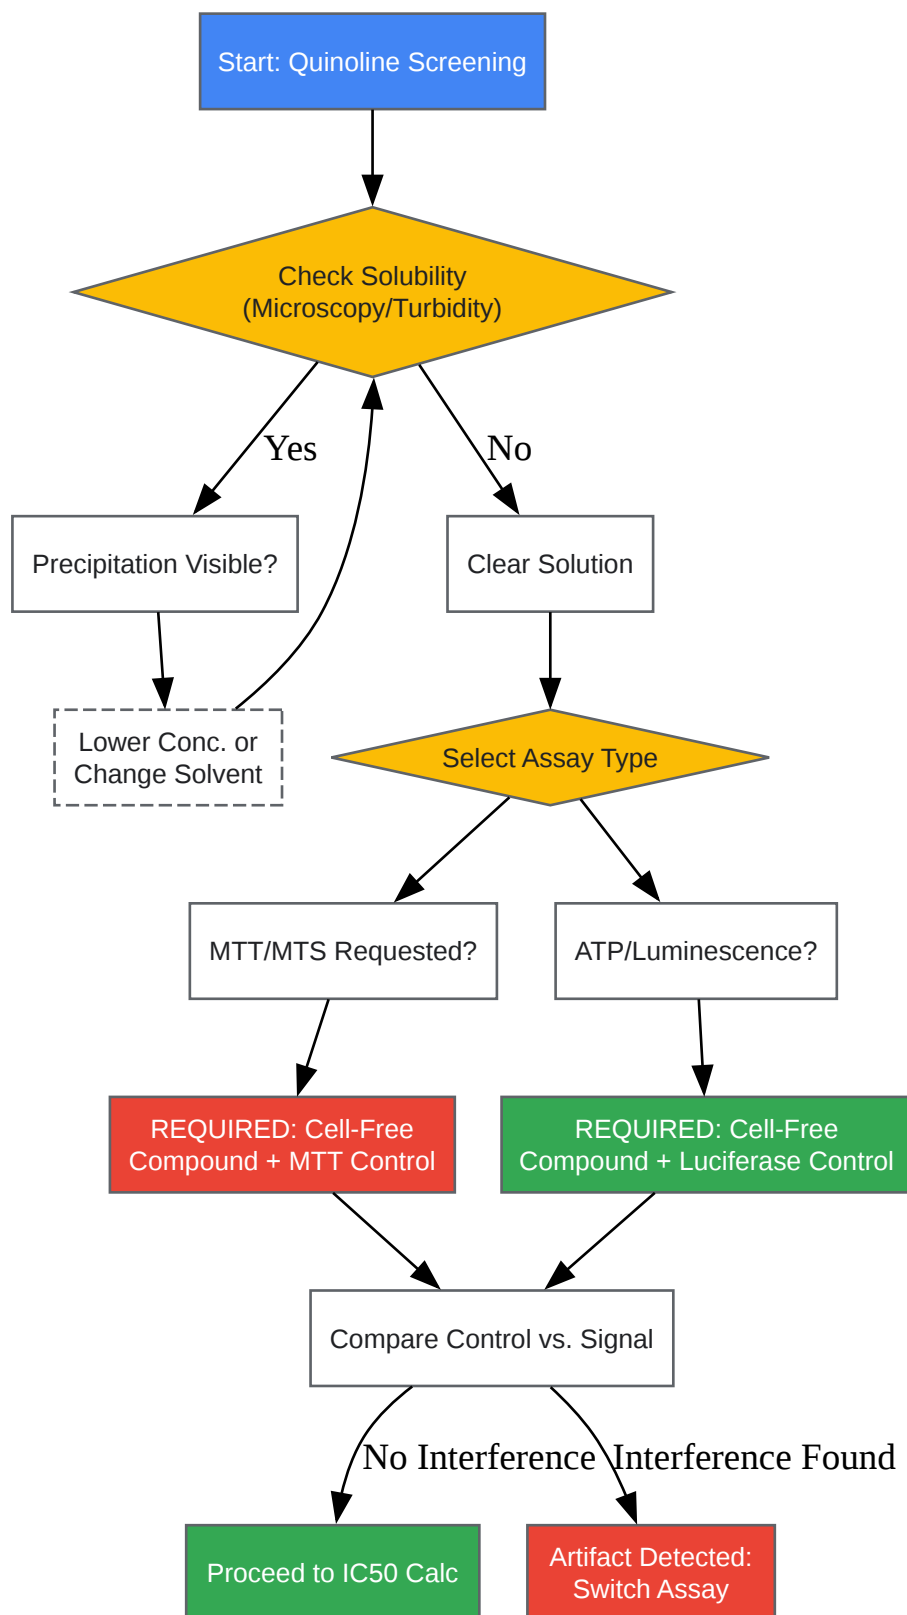 Start: Quinoline Screening
Check Solubility
(Microscopy/Turbidity)
Yes
No
Precipitation Visible?
Clear Solution
Lower Conc. or
Change Solvent
Select Assay Type
MTT/MTS Requested?
ATP/Luminescence?
REQUIRED: Cell-Free
Compound + MTT Control
REQUIRED: Cell-Free
Compound + Luciferase Control
Compare Control vs. Signal
No Interference
Interference Found
Proceed to IC50 Calc
Artifact Detected:
Switch Assay